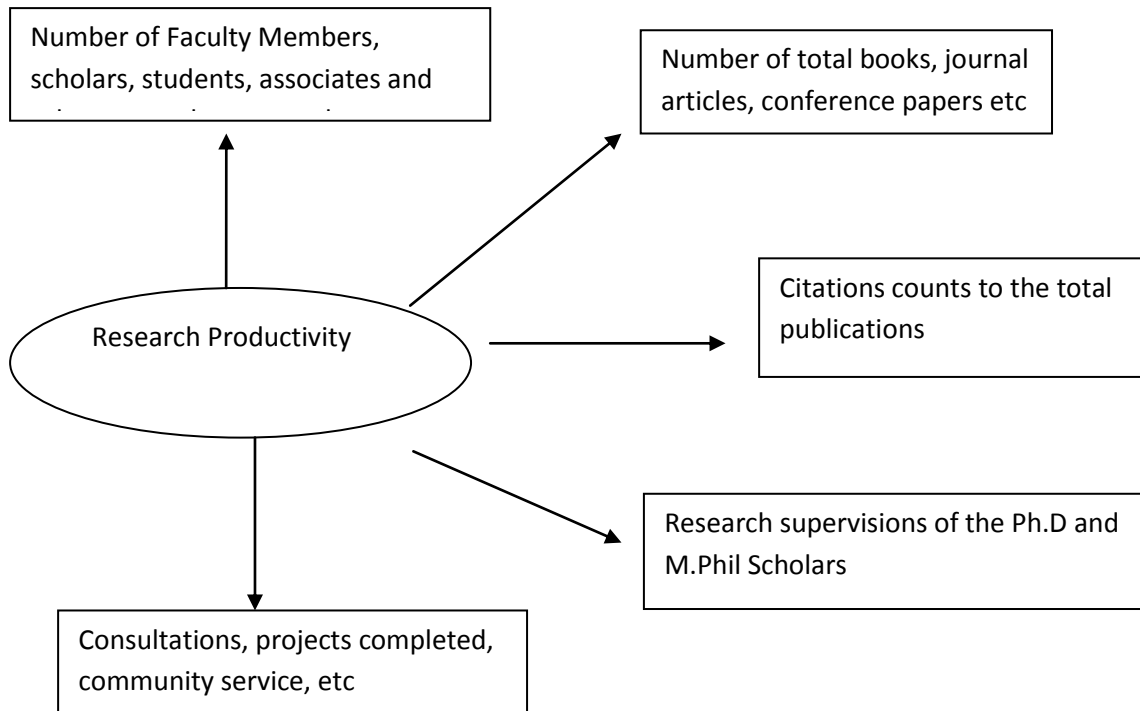 Number of Faculty Members,
scholars, students, associates and
Number of total books, journal
articles, conference papers etc
Citations counts to the total
publications
Research Productivity
Research supervisions of the Ph.D and
M.Phil Scholars
Consultations, projects completed,
community service, etc